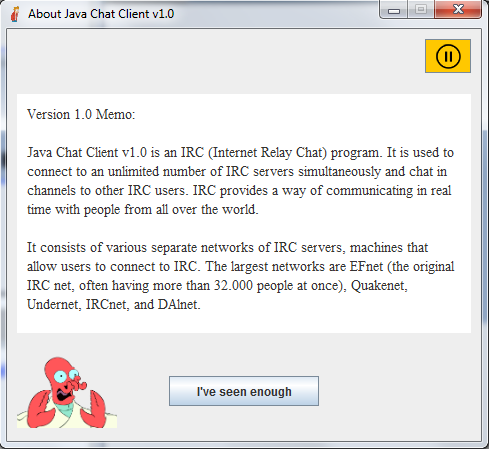 About Java Chat Client v1.0
Version 1.0 Memo:
Java Chat Client v1.0 is an IRC (Internet Relay Chat) program. It is used
to connect to an unlimited number of IRC servers simultaneously and chat in
channels to other IRC users. IRC provides a way of communicating in real
time with people from all over the world.
It consists of various separate networks of IRC servers, machines that
allow users to connect to IRC. The largest networks are EFnet (the original
IRC net, often having more than 32.000 people at once), Quakenet,
Undernet, IRCnet, and DAlnet.
I've seen enough